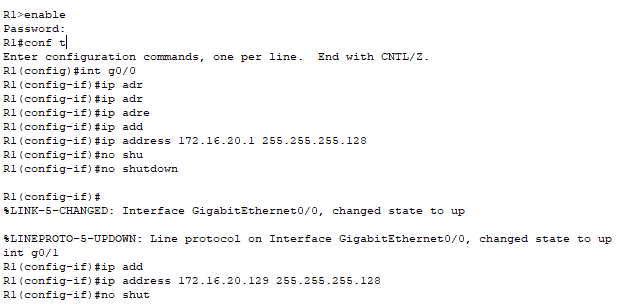 R1>enable
Password:
R1#conf t
Enter configuration commands, one per line.  End with CNTL/Z.
R1(config)#int g0/0
R1(config-if)#ip adr
R1(config-if)#ip adr
R1(config-if)#ip adre
R1(config-if)#ip add
R1(config-if)#ip address 172.16.20.1 255.255.255.128
R1(config-if)#no shu
R1(config-if)#no shutdown
R1(config-if)#
%LINK-5-CHANGED: Interface GigabitEthernet0/0, changed state to up
%LINEPROTO-5-UPDOWN: Line protocol on Interface GigabitEthernet0/0, changed state to up
int g0/1
R1(config-if)#ip add
R1(config-if)#ip address 172.16.20.129 255.255.255.128
R1(config-if)#no shut